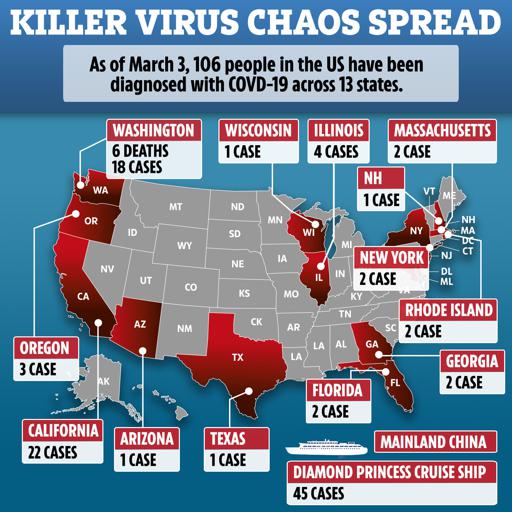 KILLER VIRUS CHAOS SPREAD
As of March 3, 106 people in the US have been
diagnosed with COVD-19 across 13 states.
WASHINGTON
6 DEATHS
18 CASES
WISCONSIN
1 CASE
ILLINOIS
4 CASES
MASSACHUSETTS
2 CASE
NH
1 CASE
NEW YORK
2 CASE
RHODE ISLAND
2 CASE
GEORGIA
2 CASE
FLORIDA
2 CASE
OREGON
3 CASE
CALIFORNIA
22 CASES
ARIZONA
1 CASE
TEXAS
1 CASE
MAINLAND CHINA
DIAMOND PRINCESS CRUISE SHIP
45 CASES
WA
MT
ND
MN
VT
ME
OR
ID
SD
WI
MI
NY
NH
MA
DC
CT
WY
NE
IA
NJ
DL
ML
NV
UT
CO
KS
MO
IL
IN
KY
CA
AZ
NM
CK
AR
TN
SC
TX
LA
LA
AL
GA
FL
AK